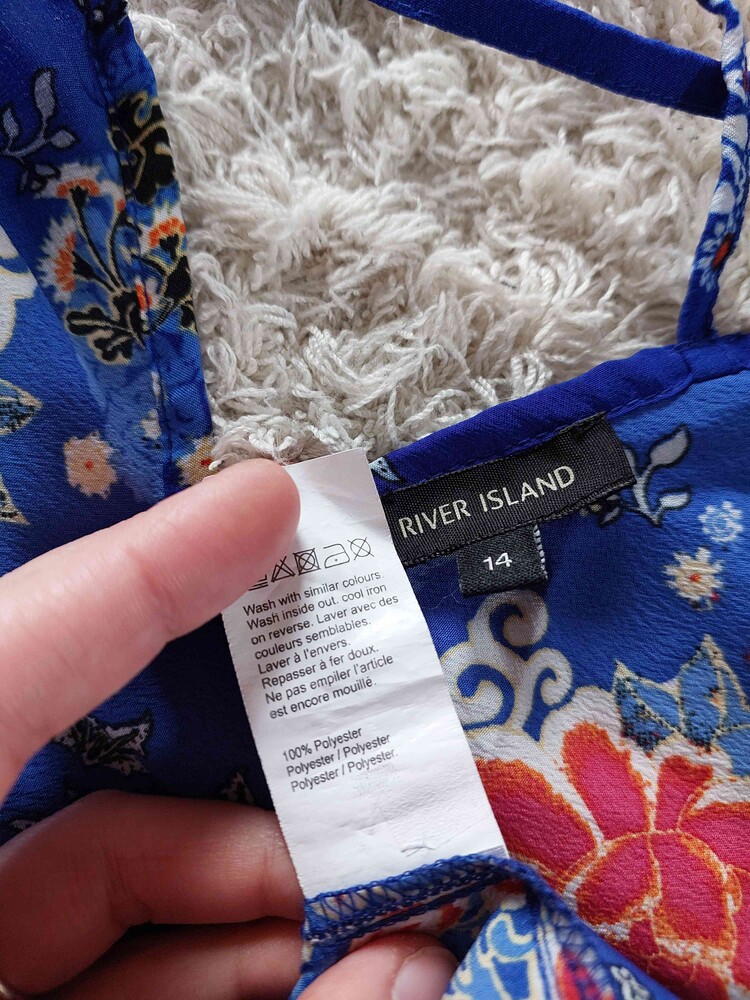 RIVER ISLAND
14
Wash with similar colours.
Wash inside out. cool iron
on reverse. Laver avec des
couleurs semblables.
Laver à l'envers.
Repasser à fer doux.
Ne pas empiler l'article
est encore mouillé.
100% Polyester
Polyester / Polyester
Polyester / Polyester.